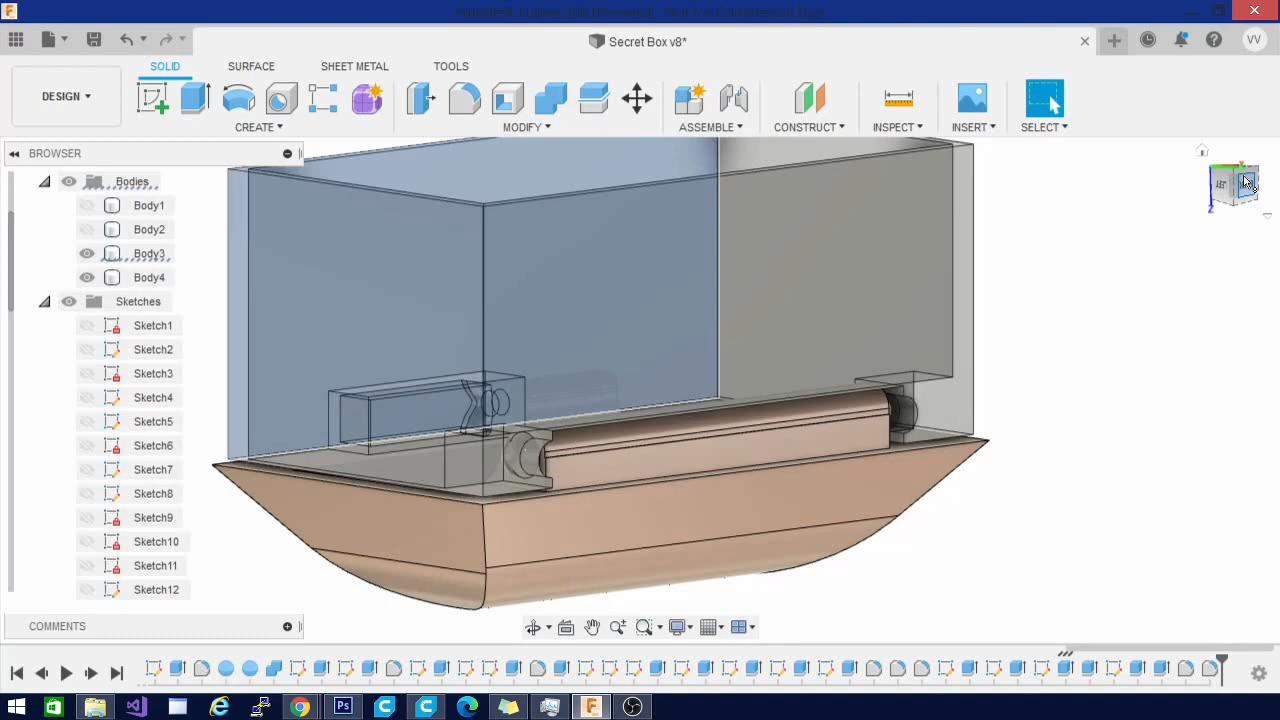 Secret Box v8*
VV
DESIGN
SOLID
SURFACE
SHEET METAL
TOOLS
CREATE
MODIFY
ASSEMBLE
CONSTRUCT
INSPECT
INSERT
SELECT
BROWSER
Bodies
Body1
Body2
Body3
Body4
Sketches
Sketch1
Sketch2
Sketch3
Sketch4
Sketch5
Sketch6
Sketch7
Sketch8
Sketch9
Sketch10
Sketch11
Sketch12
COMMENTS
Z